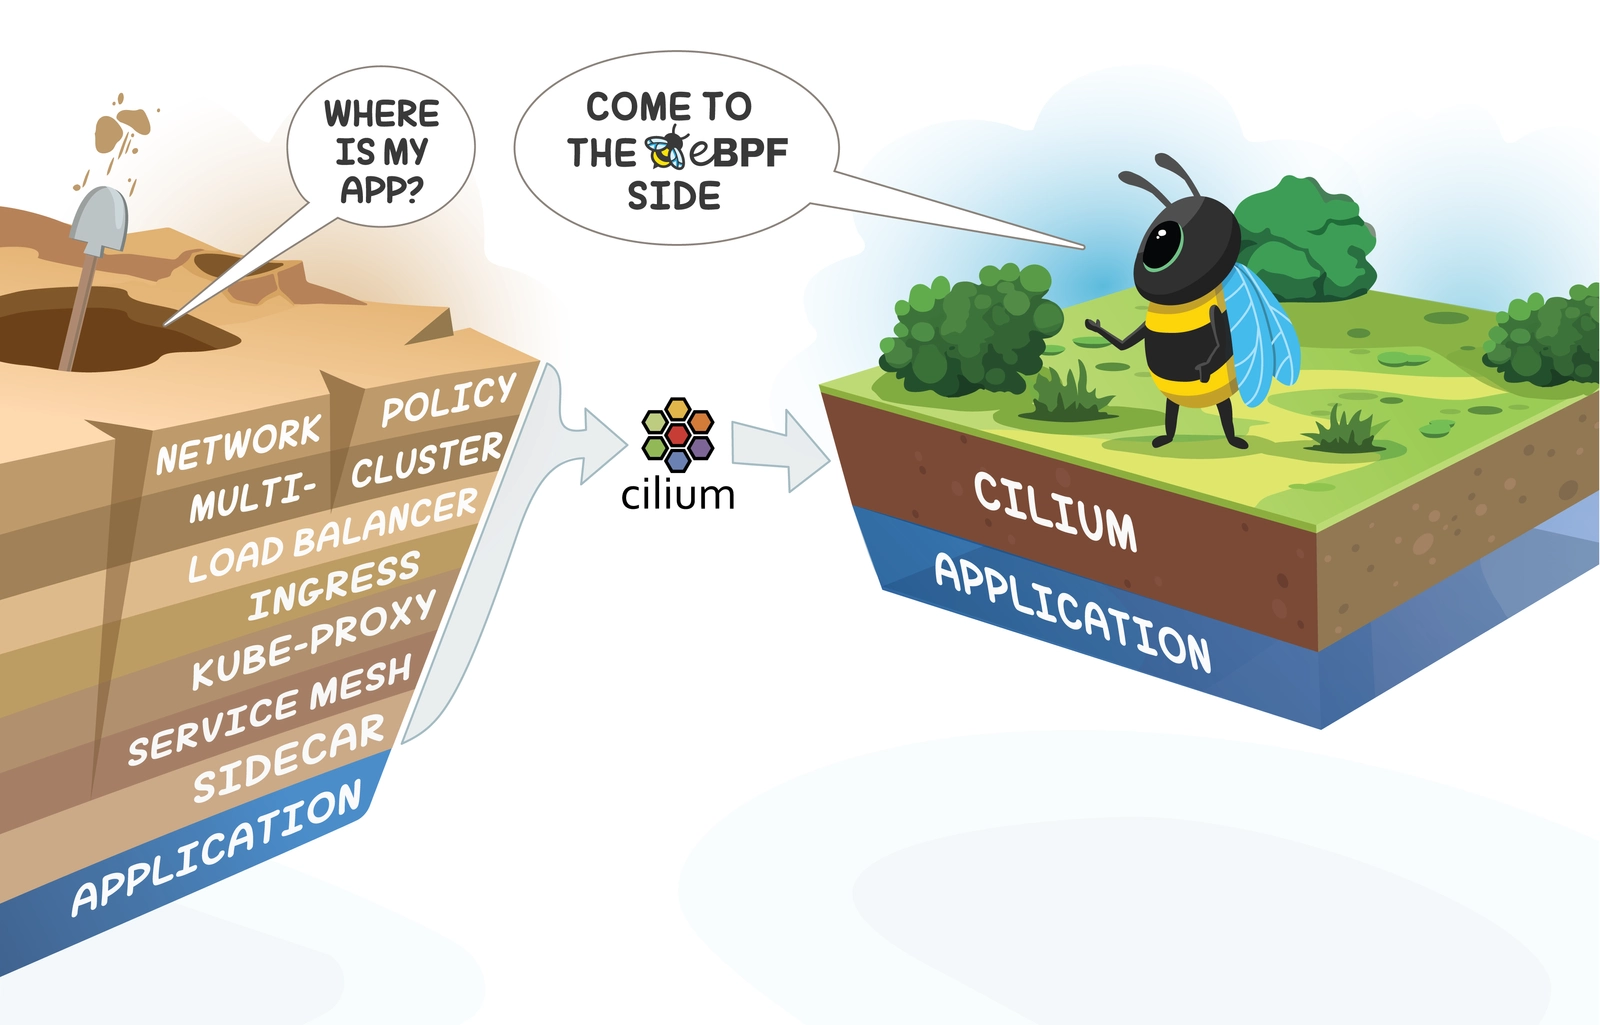 WHERE
IS MY
APP?
COME TO
THE eBPF
SIDE
NETWORK POLICY
MULTI- CLUSTER
LOAD BALANCER
INGRESS
KUBE-PROXY
SERVICE MESH
SIDECAR
APPLICATION
cilium
CILIUM
APPLICATION